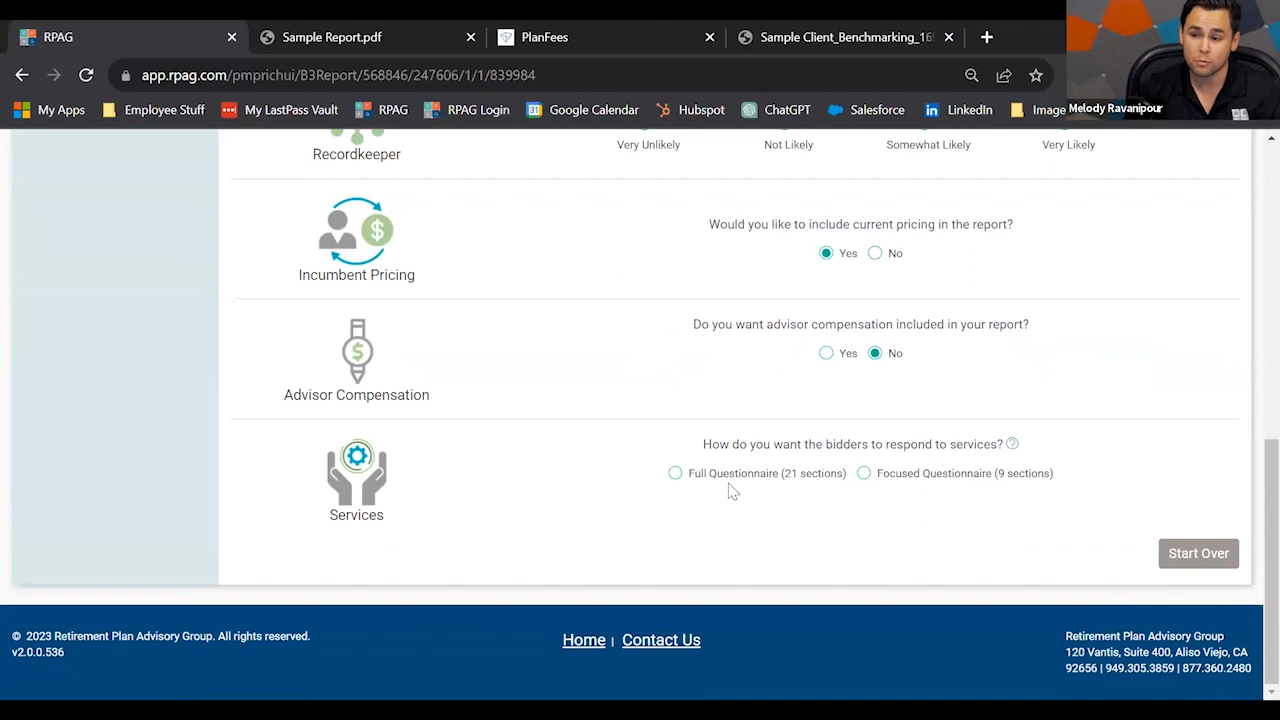 RPAG
Sample Report.pdf
PlanFees
Sample Client_Benchmarking_16
app.rpag.com/pmprichui/B3Report/568846/247606/1/1/839984
My Apps
Employee Stuff
My LastPass Vault
RPAG
RPAG Login
Google Calendar
Hubspot
ChatGPT
Salesforce
LinkedIn
Image
Melody Ravanipour
Very Unlikely
Not Likely
Somewhat Likely
Very Likely
Recordkeeper
Would you like to include current pricing in the report?
Yes
No
Incumbent Pricing
Do you want advisor compensation included in your report?
Yes
No
Advisor Compensation
How do you want the bidders to respond to services?
Full Questionnaire (21 sections)
Focused Questionnaire (9 sections)
Services
Start Over
© 2023 Retirement Plan Advisory Group. All rights reserved.
v2.0.0.536
Home | Contact Us
Retirement Plan Advisory Group
120 Vantis, Suite 400, Aliso Viejo, CA
92656 | 949.305.3859 | 877.360.2480